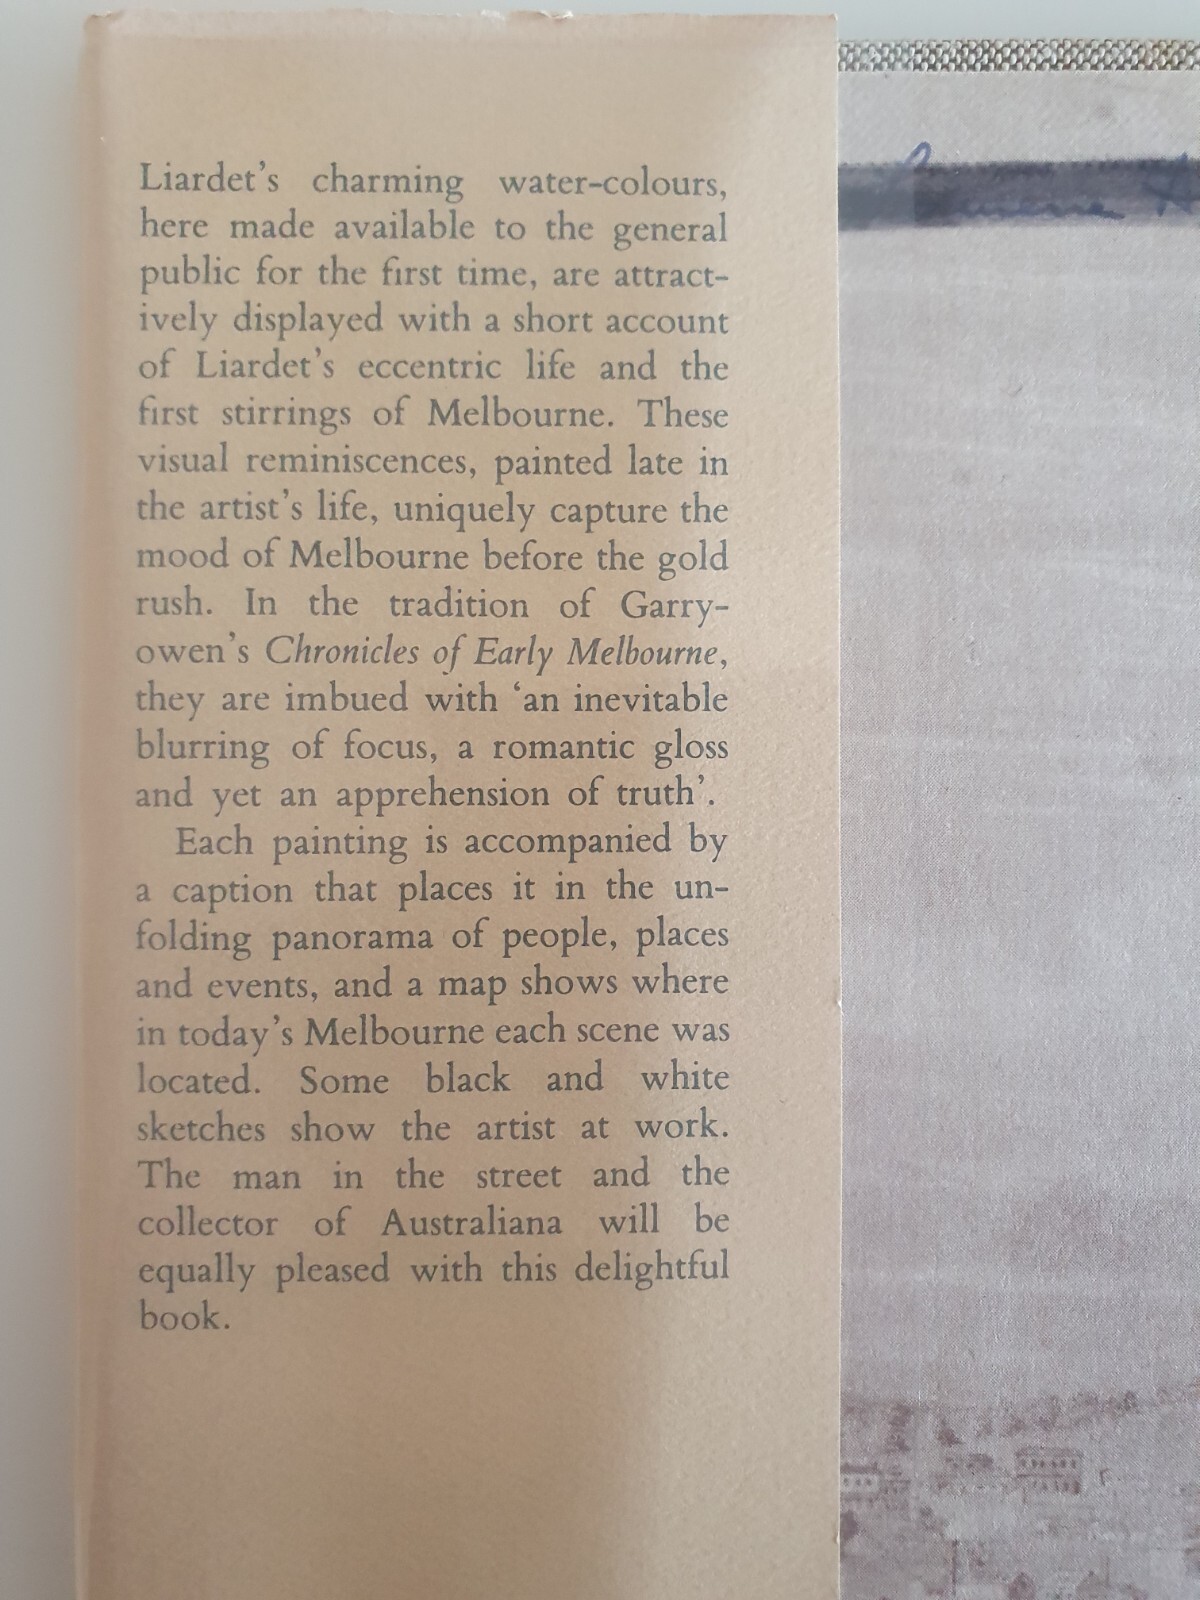 Liardet's charming water-colours,
here made available to the general
public for the first time, are attract-
ively displayed with a short account
of Liardet's eccentric life and the
first stirrings of Melbourne. These
visual reminiscences, painted late in
the artist's life, uniquely capture the
mood of Melbourne before the gold
rush. In the tradition of Garry-
owen's Chronicles of Early Melbourne,
they are imbued with ‘an inevitable
blurring of focus, a romantic gloss
and yet an apprehension of truth’.
Each painting is accompanied by
a caption that places it in the un-
folding panorama of people, places
and events, and a map shows where
in today's Melbourne each scene was
located. Some black and white
sketches show the artist at work.
The man in the street and the
collector of Australiana will be
equally pleased with this delightful
book.